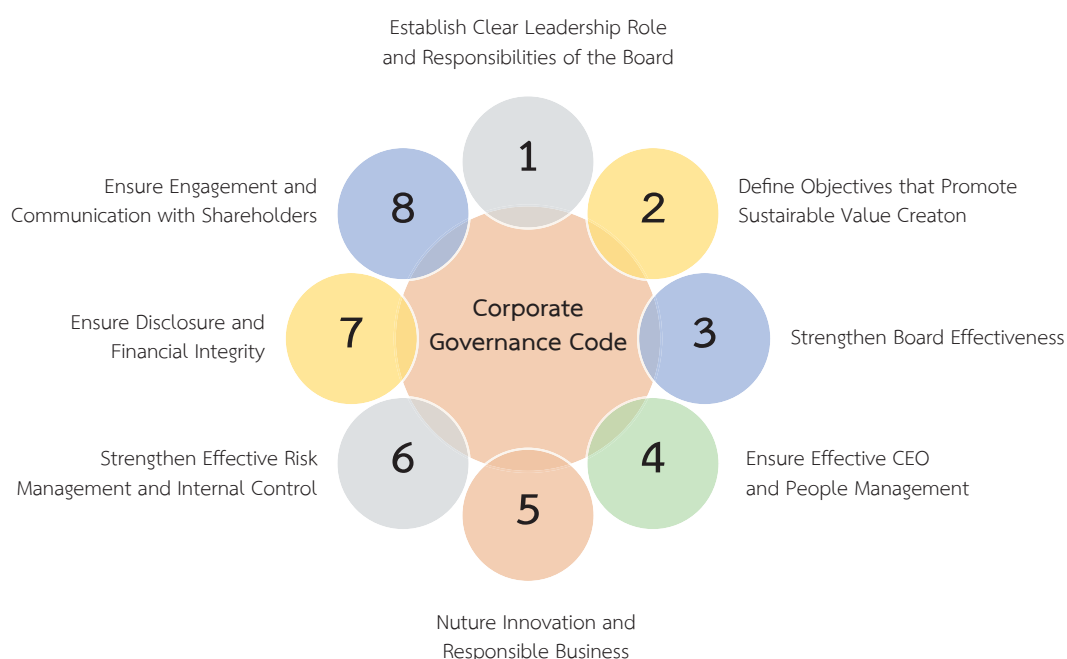 Establish Clear Leadership Role
and Responsibilities of the Board
1
2
Define Objectives that Promote
Sustairable Value Creaton
3
Strengthen Board Effectiveness
4
Ensure Effective CEO
and People Management
5
Nuture Innovation and
Responsible Business
6
Strengthen Effective Risk
Management and Internal Control
7
Ensure Disclosure and
Financial Integrity
8
Ensure Engagement and
Communication with Shareholders
Corporate
Governance Code